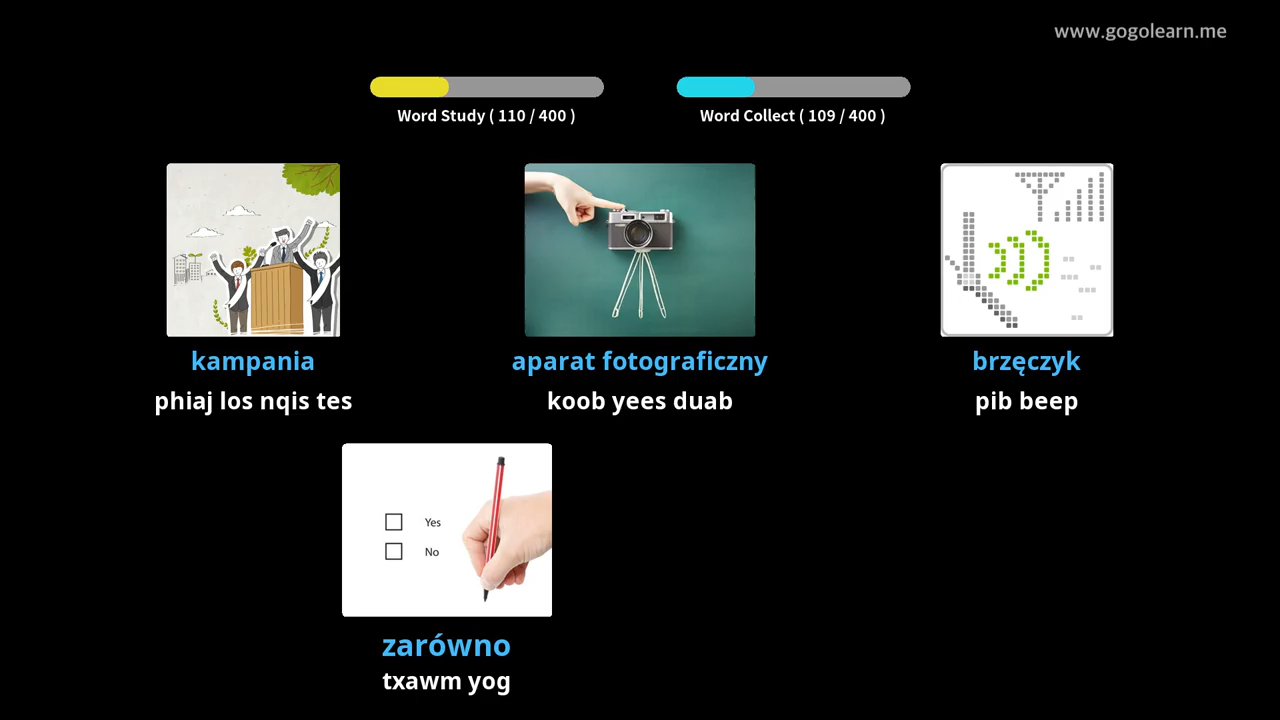 www.gogolearn.me
Word Study ( 110 / 400 )
Word Collect ( 109 / 400 )
kampania
aparat fotograficzny
brzęczyk
phiaj los nqis tes
koob yees duab
pib beep
Yes
No
zarówno
txawm yog